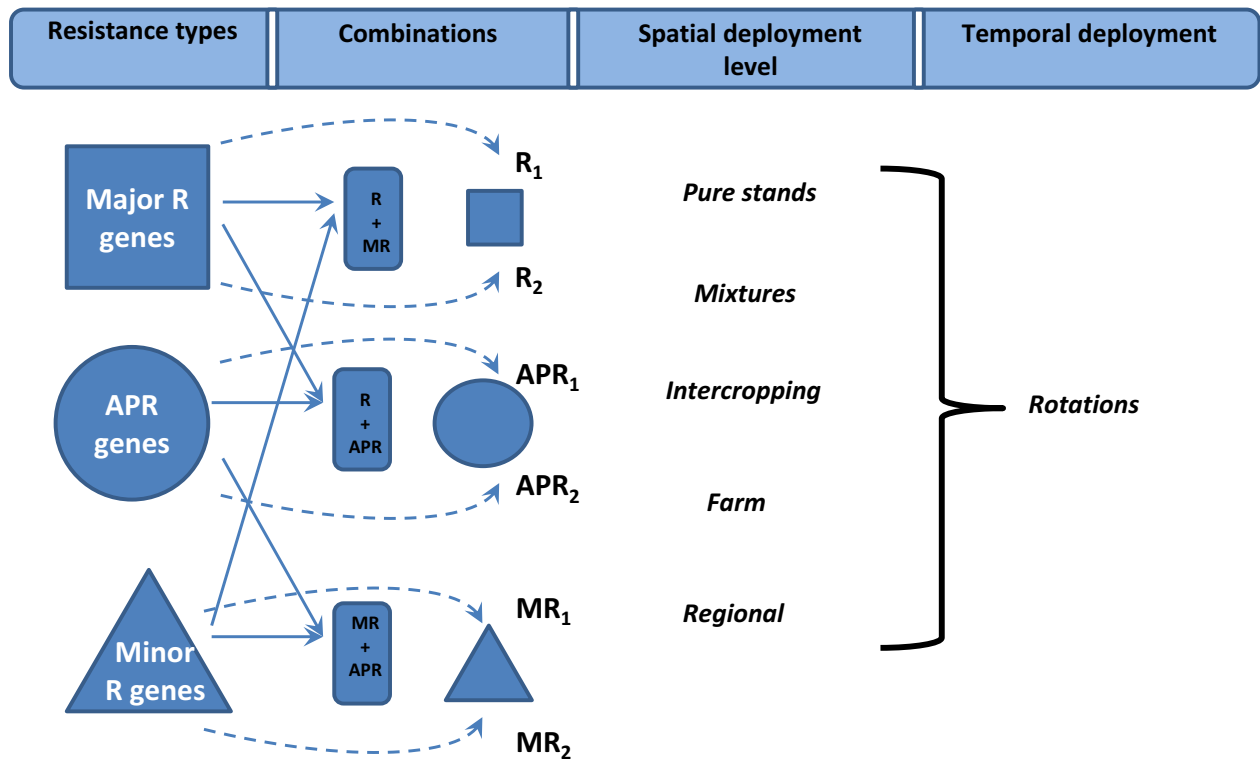 Resistance types
Combinations
Spatial deployment
level
Temporal deployment
Major R
genes
R
+
MR
R₁
R₂
APR
genes
R
+
APR
APR₁
APR₂
Minor
R genes
MR
+
APR
MR₁
MR₂
Pure stands
Mixtures
Intercropping
Farm
Regional
Rotations